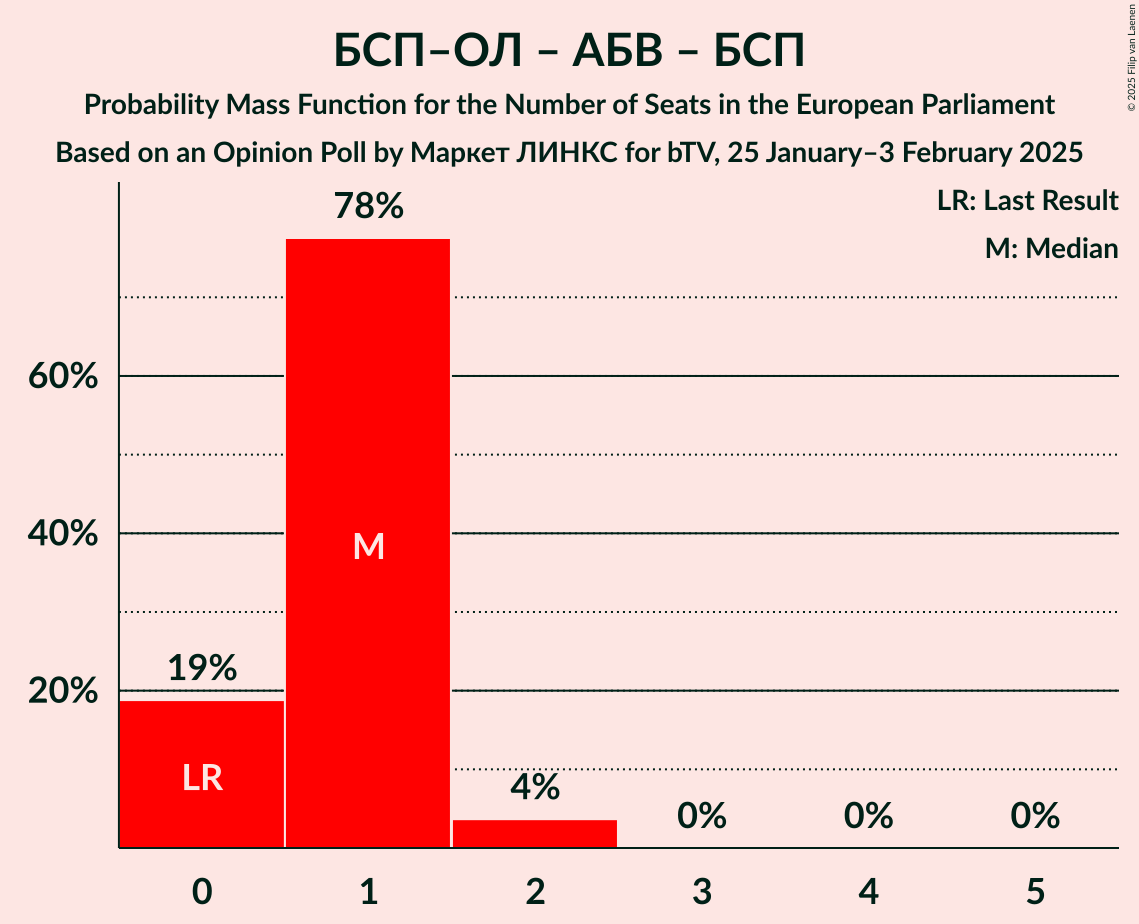 БСП–ОЛ – АБВ – БСП
Probability Mass Function for the Number of Seats in the European Parliament
Based on an Opinion Poll by Маркет ЛИНКС for bTV, 25 January–3 February 2025
© 2025 Filip van Laenen
LR: Last Result
M: Median
78%
60%
40%
M
19%
20%
LR
4%
0%
0%
0%
0
1
2
3
4
5